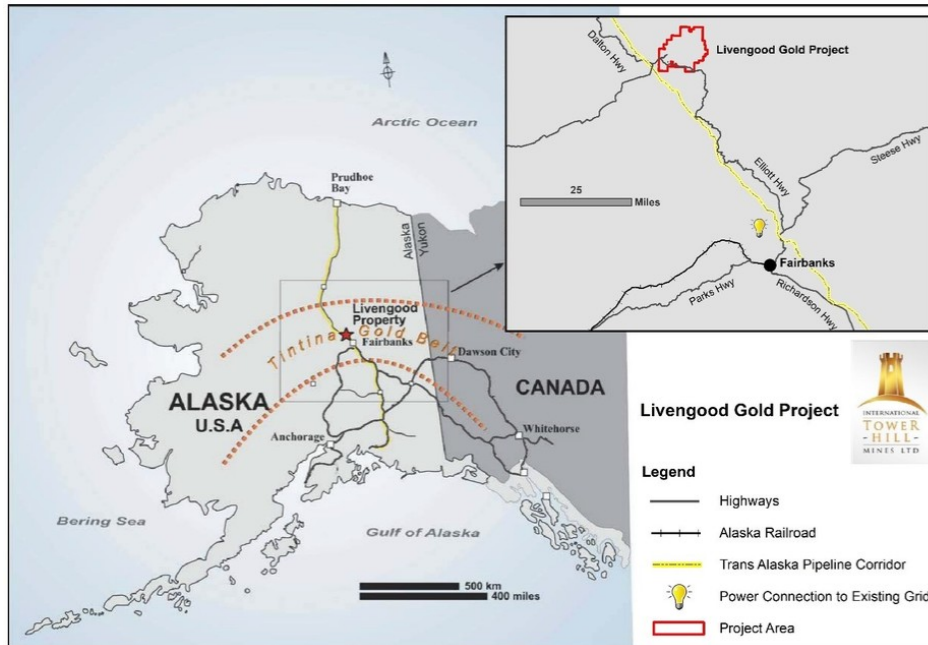 Arctic Ocean
Prudhoe
Bay
Alaska
Yukon
Livengood
Property
Tintina Gold Belt
Fairbanks
Dawson City
ALASKA
U.S.A
CANADA
Anchorage
Whitehorse
Bering Sea
Gulf of Alaska
500 km
400 miles
Dalton Hwy
Livengood Gold Project
Elliott Hwy
Steese Hwy
25
Miles
Fairbanks
Parks Hwy
Richardson Hwy
Livengood Gold Project
INTERNATIONAL
TOWER
-HILL-
MINES LTD
Legend
Highways
Alaska Railroad
Trans Alaska Pipeline Corridor
Power Connection to Existing Grid
Project Area